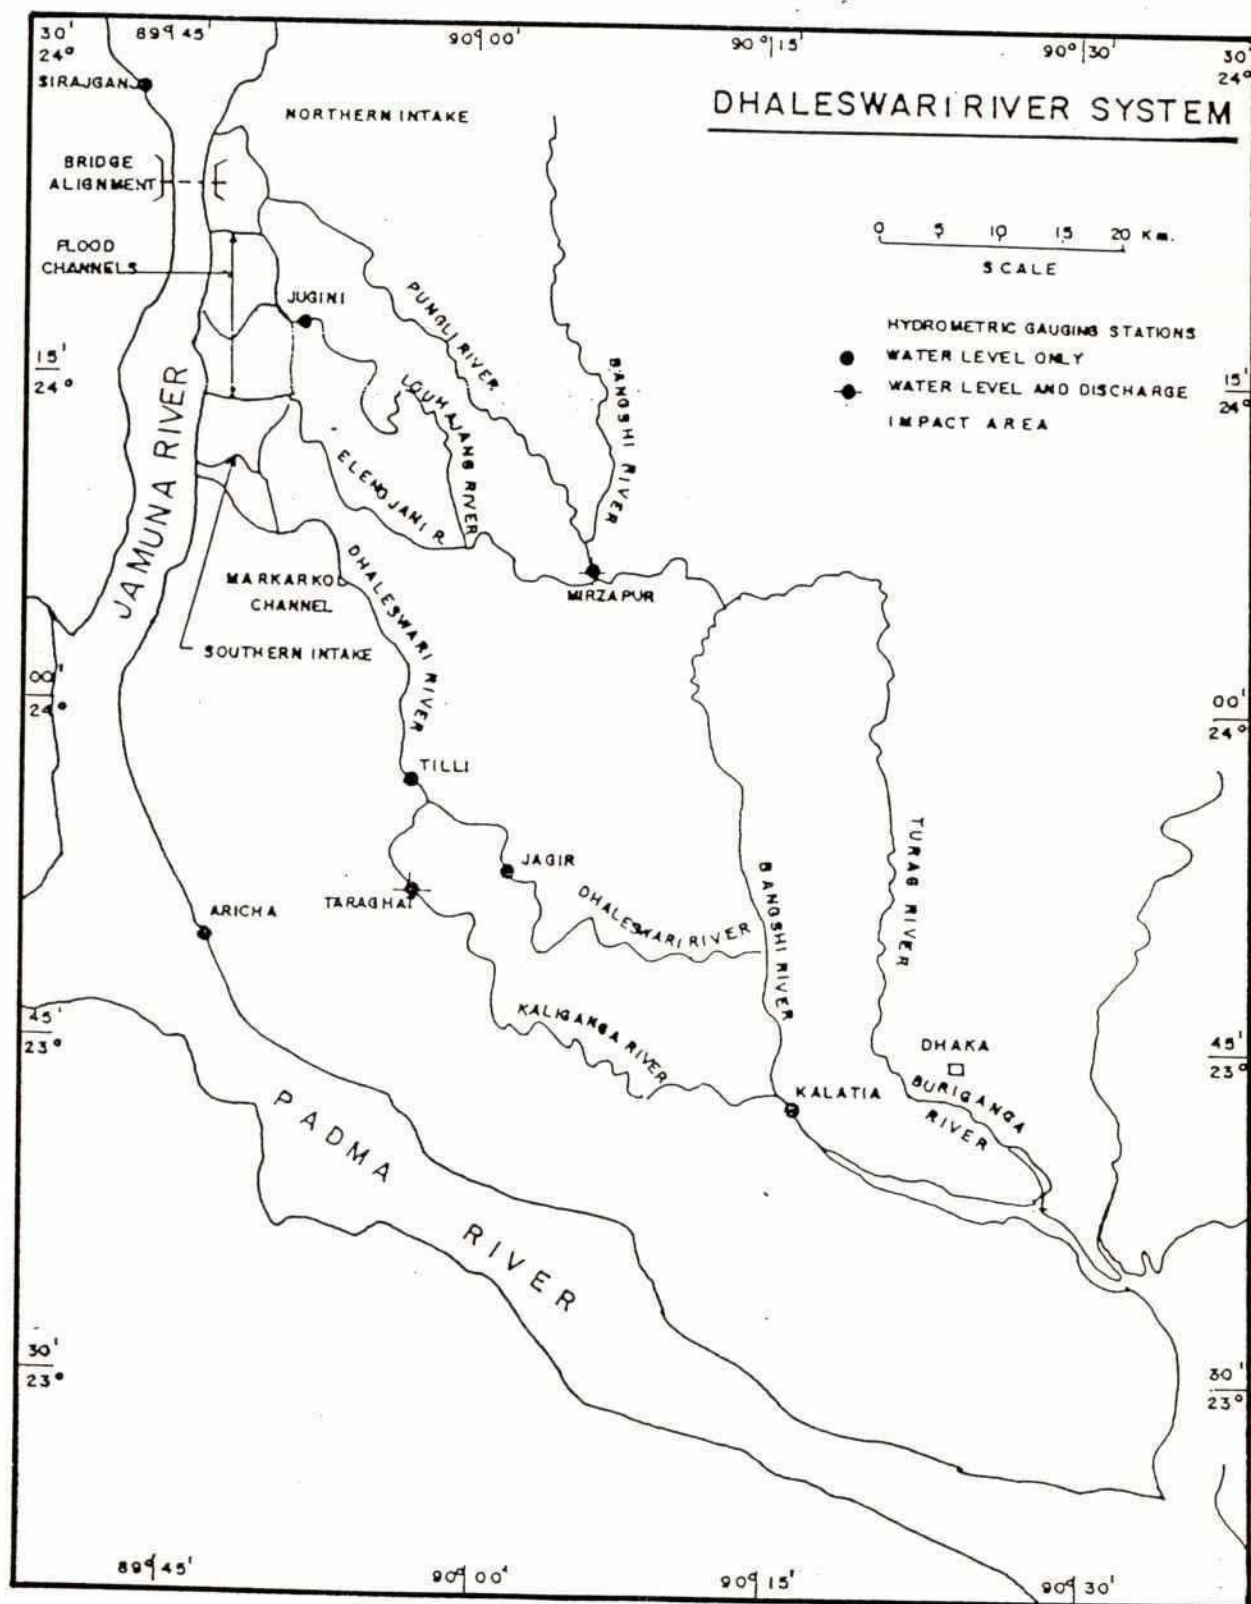 30' 24°
89° 45'
90° 00'
90° 15'
90° 30'
30' 24°
DHALESWARI RIVER SYSTEM
SIRAJGANJ
NORTHERN INTAKE
BRIDGE
ALIGNMENT
0 5 10 15 20 Km.
SCALE
FLOOD
CHANNELS
JUGINI
PUNGLI RIVER
BANGSHI RIVER
HYDROMETRIC GAUGING STATIONS
WATER LEVEL ONLY
WATER LEVEL AND DISCHARGE
IMPACT AREA
15'
24°
15'
24°
JAMUNA RIVER
LOUHAJANG RIVER
ELENGJANI R.
DHALESWARI RIVER
MARKARKOL
CHANNEL
MIRZAPUR
SOUTHERN INTAKE
00'
24°
00'
24°
TILLI
JAGIR
TARAGHAT
ARICHA
DHALESWARI RIVER
BANGSHI RIVER
TURAG RIVER
KALIGANGA RIVER
45'
23°
45'
23°
DHAKA
KALATIA
BURIGANGA
RIVER
PADMA
RIVER
30'
23°
30'
23°
89° 45'
90° 00'
90° 15'
90° 30'